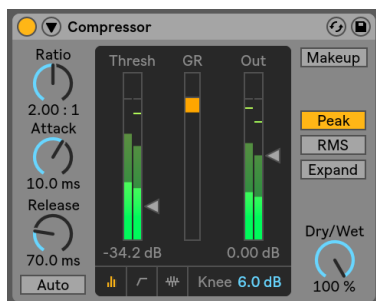 Compressor
Ratio
2.00 : 1
Attack
10.0 ms
Release
70.0 ms
Auto
Thresh GR Out
-34.2 dB 0.00 dB
Knee 6.0 dB
Makeup
Peak
RMS
Expand
Dry/Wet
100 %